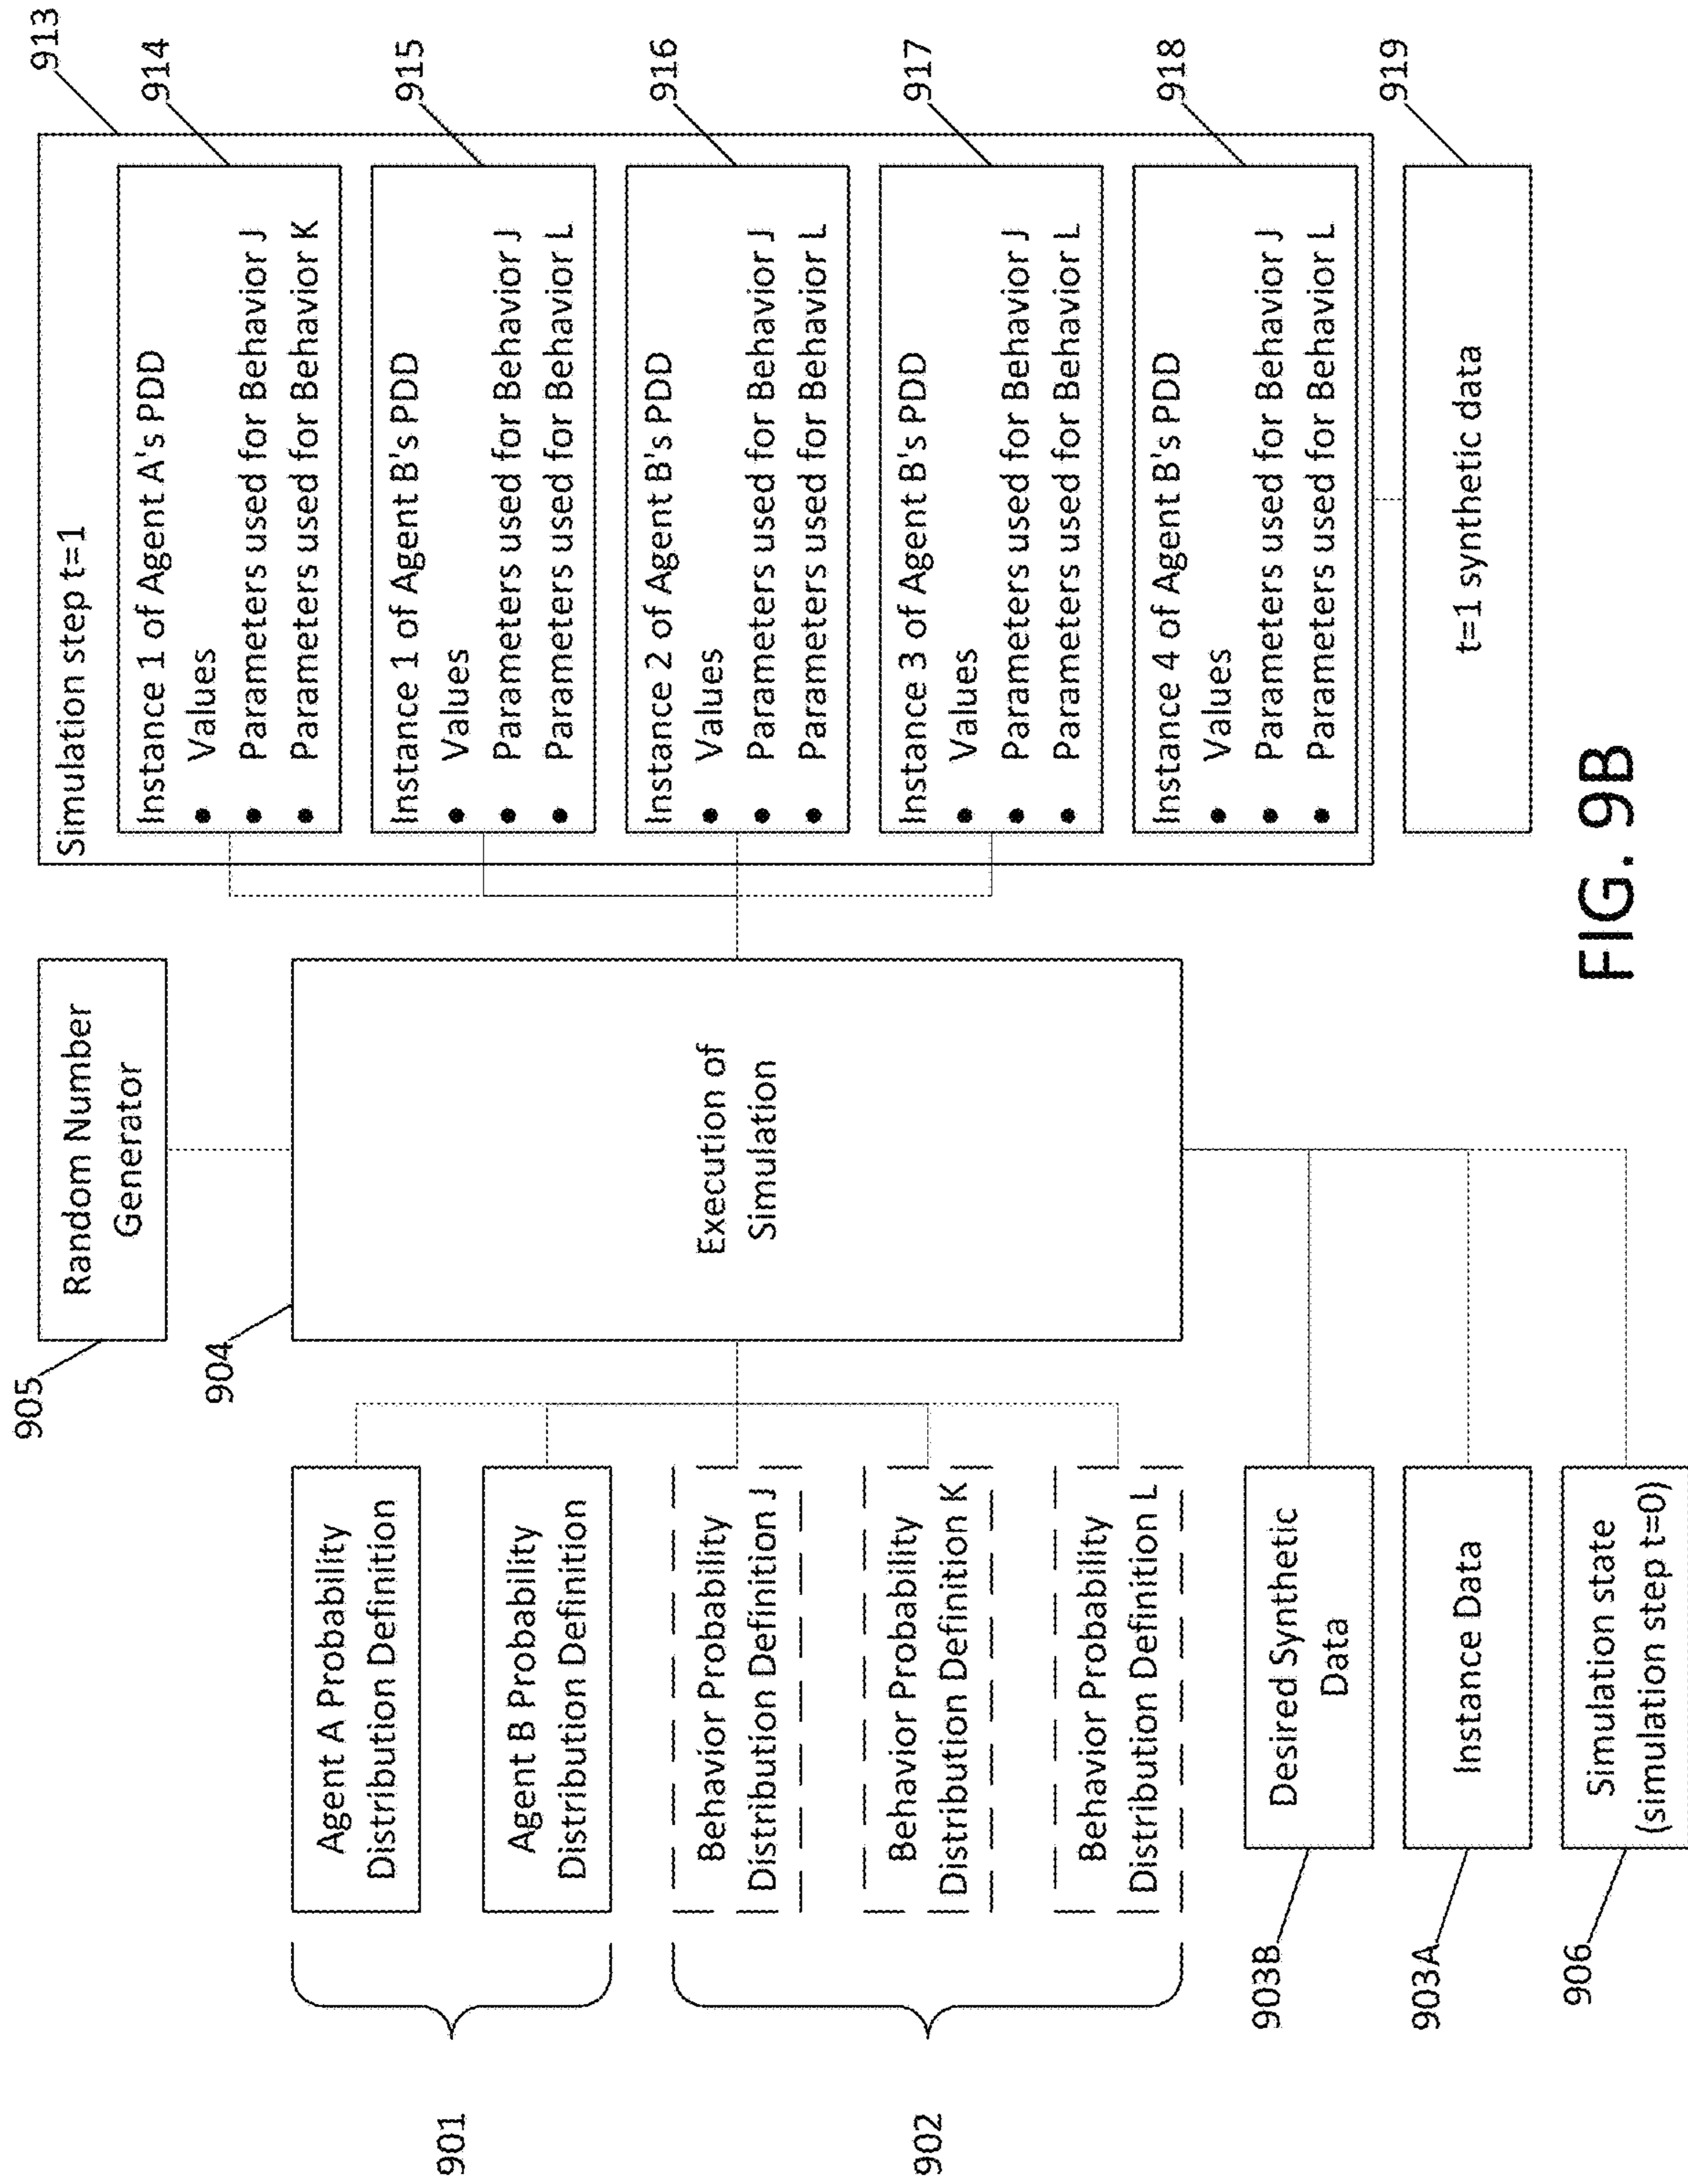 905
Random Number
Generator
904
Execution of
Simulation
901
Agent A Probability
Distribution Definition
Agent B Probability
Distribution Definition
902
Behavior Probability
Distribution Definition J
Behavior Probability
Distribution Definition K
Behavior Probability
Distribution Definition L
903B
Desired Synthetic
Data
903A
Instance Data
906
Simulation state
(simulation step t=0)
913
Simulation step t=1
914
Instance 1 of Agent A's PDD
• Values
• Parameters used for Behavior J
• Parameters used for Behavior K
915
Instance 1 of Agent B's PDD
• Values
• Parameters used for Behavior J
• Parameters used for Behavior L
916
Instance 2 of Agent B's PDD
• Values
• Parameters used for Behavior J
• Parameters used for Behavior L
917
Instance 3 of Agent B's PDD
• Values
• Parameters used for Behavior J
• Parameters used for Behavior L
918
Instance 4 of Agent B's PDD
• Values
• Parameters used for Behavior J
• Parameters used for Behavior L
919
t=1 synthetic data
FIG. 9B